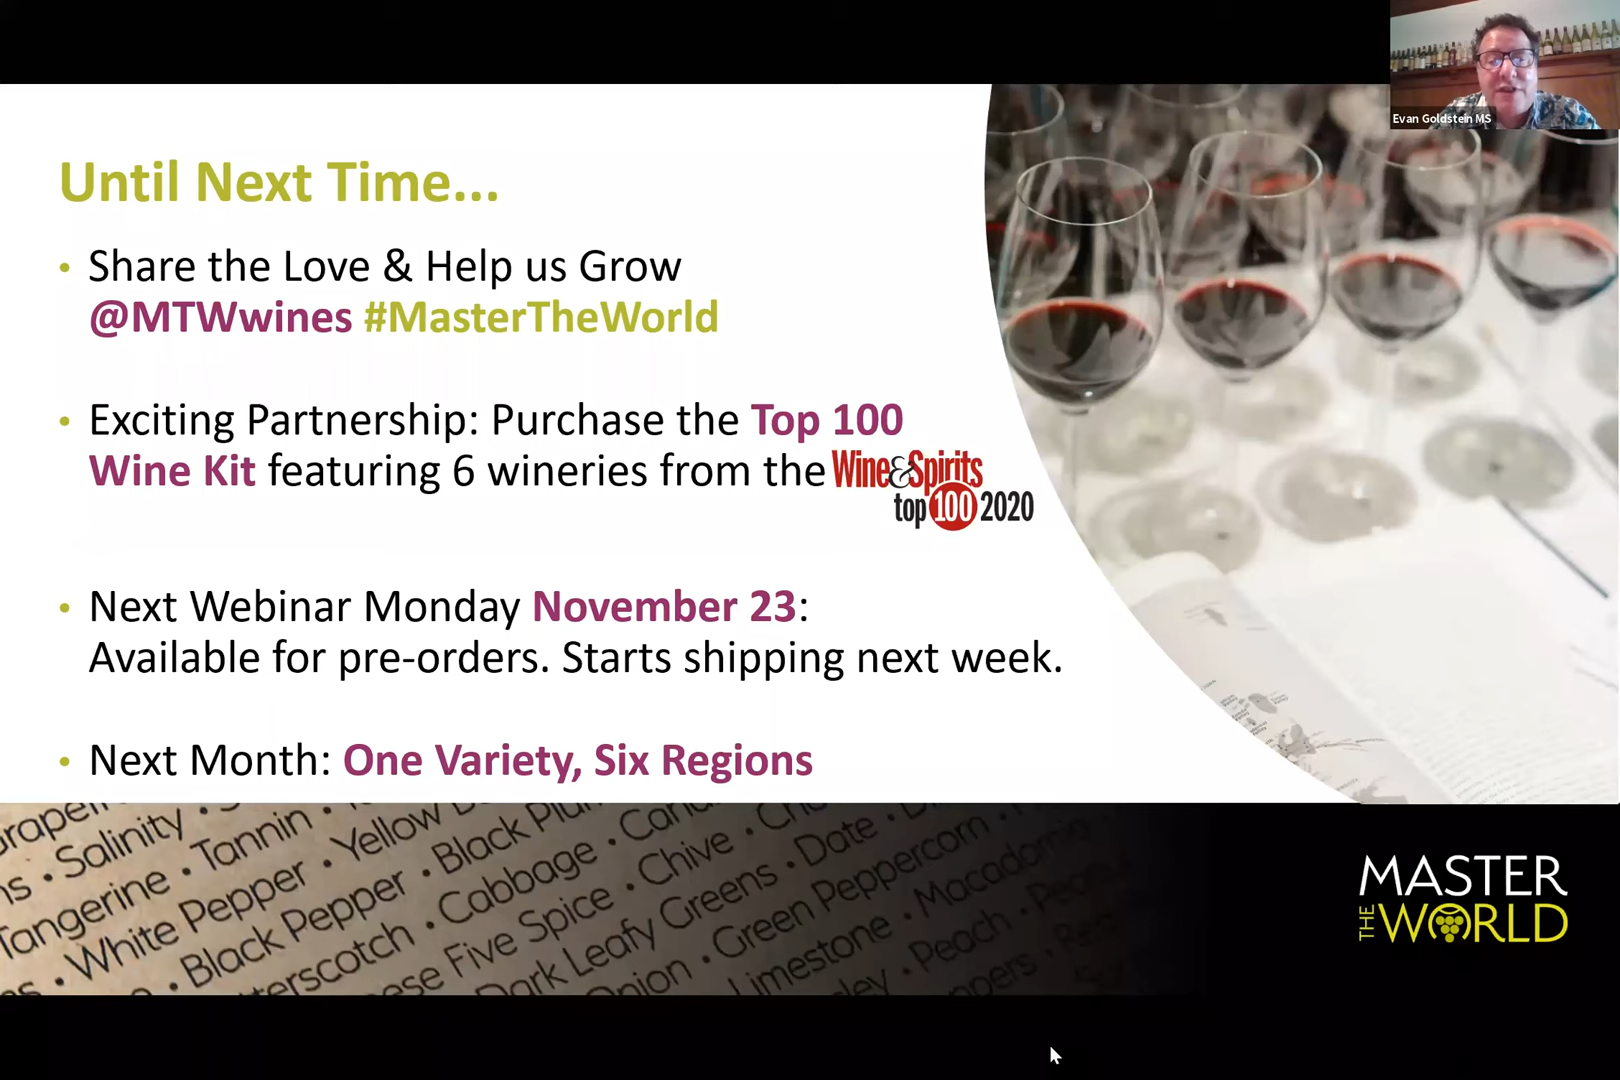 Evan Goldstein MS
Until Next Time...
• Share the Love & Help us Grow
@MTWwines #MasterTheWorld
• Exciting Partnership: Purchase the Top 100
Wine Kit featuring 6 wineries from the Wine&Spirits
top 100 2020
• Next Webinar Monday November 23:
Available for pre-orders. Starts shipping next week.
• Next Month: One Variety, Six Regions
• Salinity •
Tangerine • Tannin •
• White Pepper • Yellow
• Black Pepper • Black
• Cabbage •
Five Spice • Chive •
Dark Leafy Greens • Date •
• Green Peppercorn •
Limestone • Macadamia
• Peach •
MASTER
THE WORLD